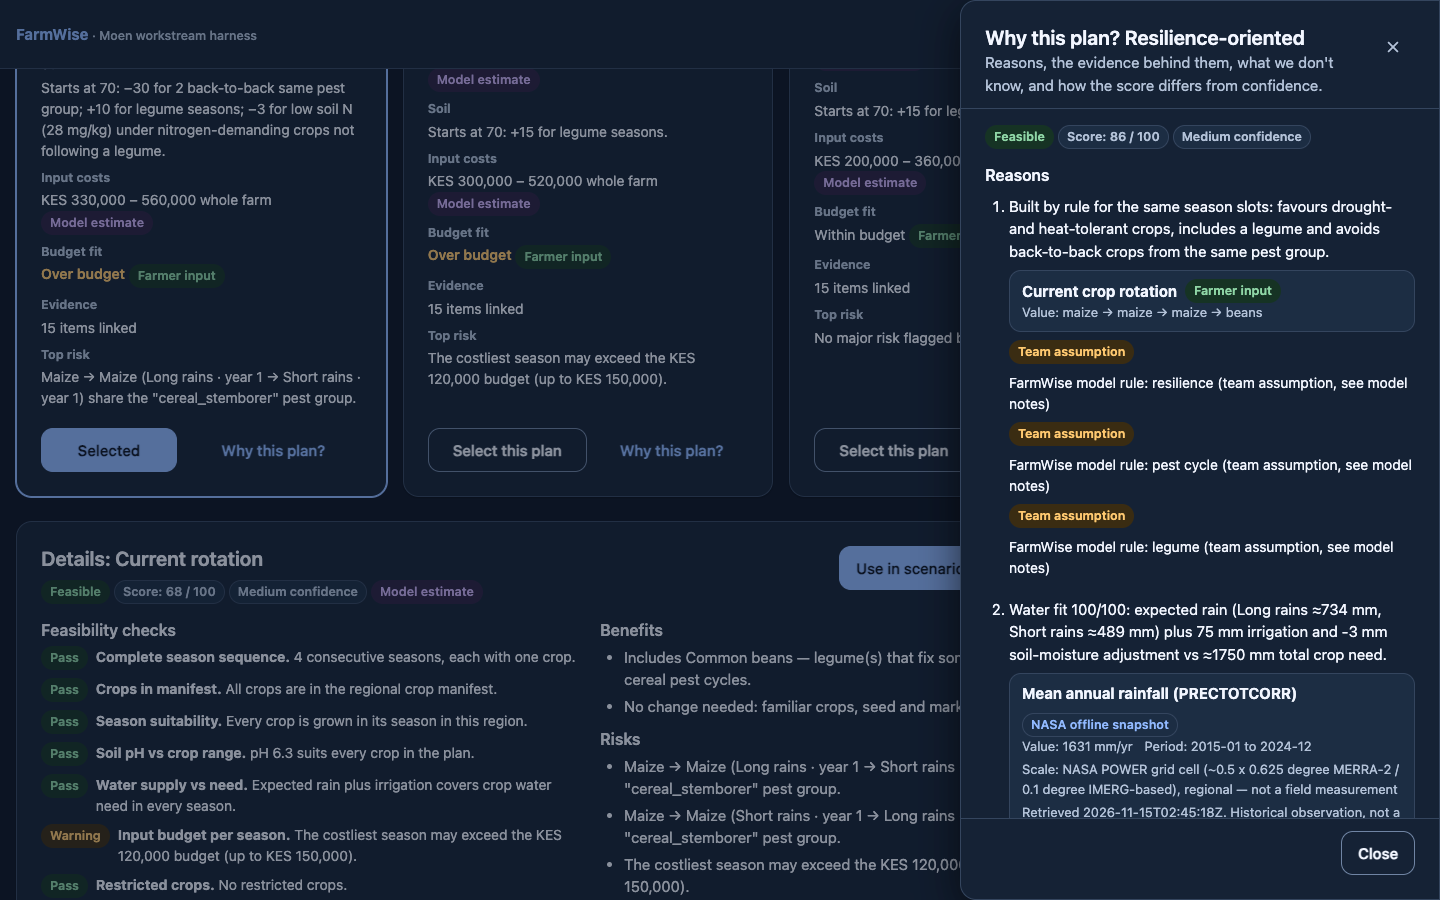 FarmWise · Moen workstream harness
Starts at 70: −30 for 2 back-to-back same pest
group; +10 for legume seasons; −3 for low soil N
(28 mg/kg) under nitrogen-demanding crops not
following a legume.
Input costs
KES 330,000 – 560,000 whole farm
Model estimate
Budget fit
Over budget Farmer input
Evidence
15 items linked
Top risk
Maize → Maize (Long rains · year 1 → Short rains ·
year 1) share the "cereal_stemborer" pest group.
Selected Why this plan?
Model estimate
Soil
Starts at 70: +15 for legume seasons.
Input costs
KES 300,000 – 520,000 whole farm
Model estimate
Budget fit
Over budget Farmer input
Evidence
15 items linked
Top risk
The costliest season may exceed the KES
120,000 budget (up to KES 150,000).
Select this plan Why this plan?
Soil
Starts at 70: +15 for
Input costs
KES 200,000 – 360,00
Model estimate
Budget fit
Within budget Farmer
Evidence
15 items linked
Top risk
No major risk flagged
Select this plan
Details: Current rotation
Use in scenario
Feasible Score: 68 / 100 Medium confidence Model estimate
Feasibility checks
Pass Complete season sequence. 4 consecutive seasons, each with one crop.
Pass Crops in manifest. All crops are in the regional crop manifest.
Pass Season suitability. Every crop is grown in its season in this region.
Pass Soil pH vs crop range. pH 6.3 suits every crop in the plan.
Pass Water supply vs need. Expected rain plus irrigation covers crop water
need in every season.
Warning Input budget per season. The costliest season may exceed the KES
120,000 budget (up to KES 150,000).
Pass Restricted crops. No restricted crops.
Benefits
• Includes Common beans — legume(s) that fix
cereal pest cycles.
• No change needed: familiar crops, seed and
Risks
• Maize → Maize (Long rains · year 1 → Short rains
"cereal_stemborer" pest group.
• Maize → Maize (Short rains · year 1 → Long rains
"cereal_stemborer" pest group.
• The costliest season may exceed the KES 120,00
150,000).
Why this plan? Resilience-oriented
Reasons, the evidence behind them, what we don't
know, and how the score differs from confidence.
Feasible Score: 86 / 100 Medium confidence
Reasons
1. Built by rule for the same season slots: favours drought-
and heat-tolerant crops, includes a legume and avoids
back-to-back crops from the same pest group.
Current crop rotation Farmer input
Value: maize → maize → maize → beans
Team assumption
FarmWise model rule: resilience (team assumption, see model
notes)
Team assumption
FarmWise model rule: pest cycle (team assumption, see model
notes)
Team assumption
FarmWise model rule: legume (team assumption, see model
notes)
2. Water fit 100/100: expected rain (Long rains ≈734 mm,
Short rains ≈489 mm) plus 75 mm irrigation and -3 mm
soil-moisture adjustment vs ≈1750 mm total crop need.
Mean annual rainfall (PRECTOTCORR)
NASA offline snapshot
Value: 1631 mm/yr Period: 2015-01 to 2024-12
Scale: NASA POWER grid cell (~0.5 x 0.625 degree MERRA-2 /
0.1 degree IMERG-based), regional — not a field measurement
Retrieved 2026-11-15T02:45:18Z. Historical observation, not a
Close